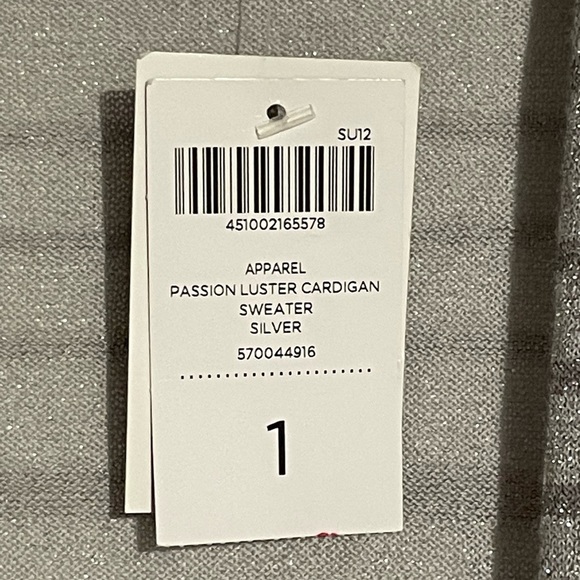 SU12
451002165578
APPAREL
PASSION LUSTER CARDIGAN
SWEATER
SILVER
570044916
1